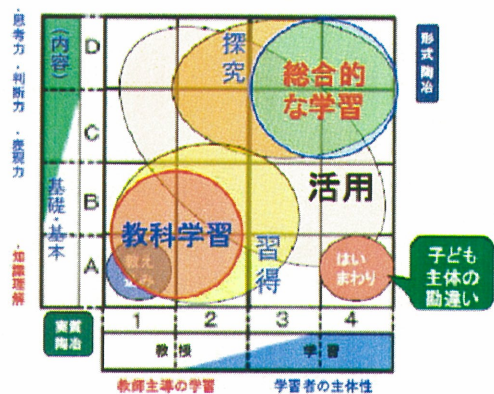 ・思考力・判断力・表現力
・知識理解
（内容）
基礎・基本
D
C
B
A
探究
総合的
な学習
形式陶冶
活用
教科学習
習得
教え
込み
はい
まわり
子ども
主体の
勘違い
実質
陶冶
1
2
3
4
教授
学習
教師主導の学習
学習者の主体性